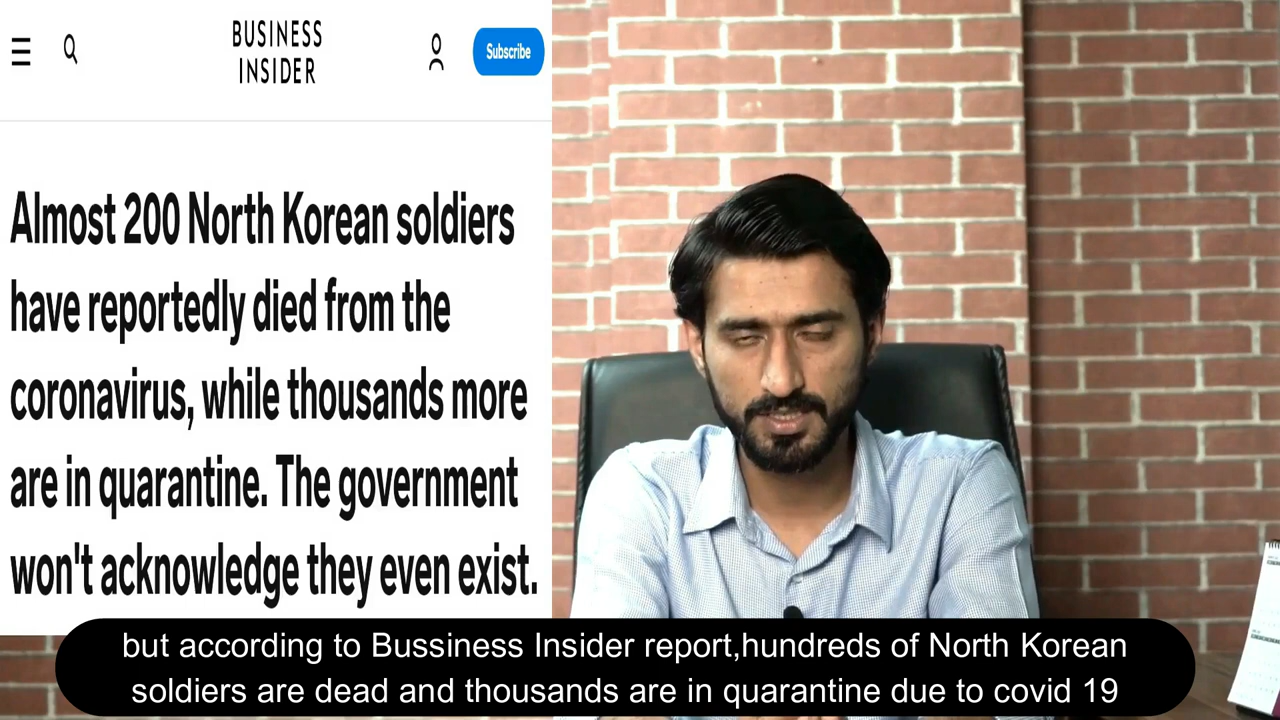 BUSINESS
INSIDER
Subscribe
Almost 200 North Korean soldiers
have reportedly died from the
coronavirus, while thousands more
are in quarantine. The government
won't acknowledge they even exist.
but according to Bussiness Insider report,hundreds of North Korean
soldiers are dead and thousands are in quarantine due to covid 19